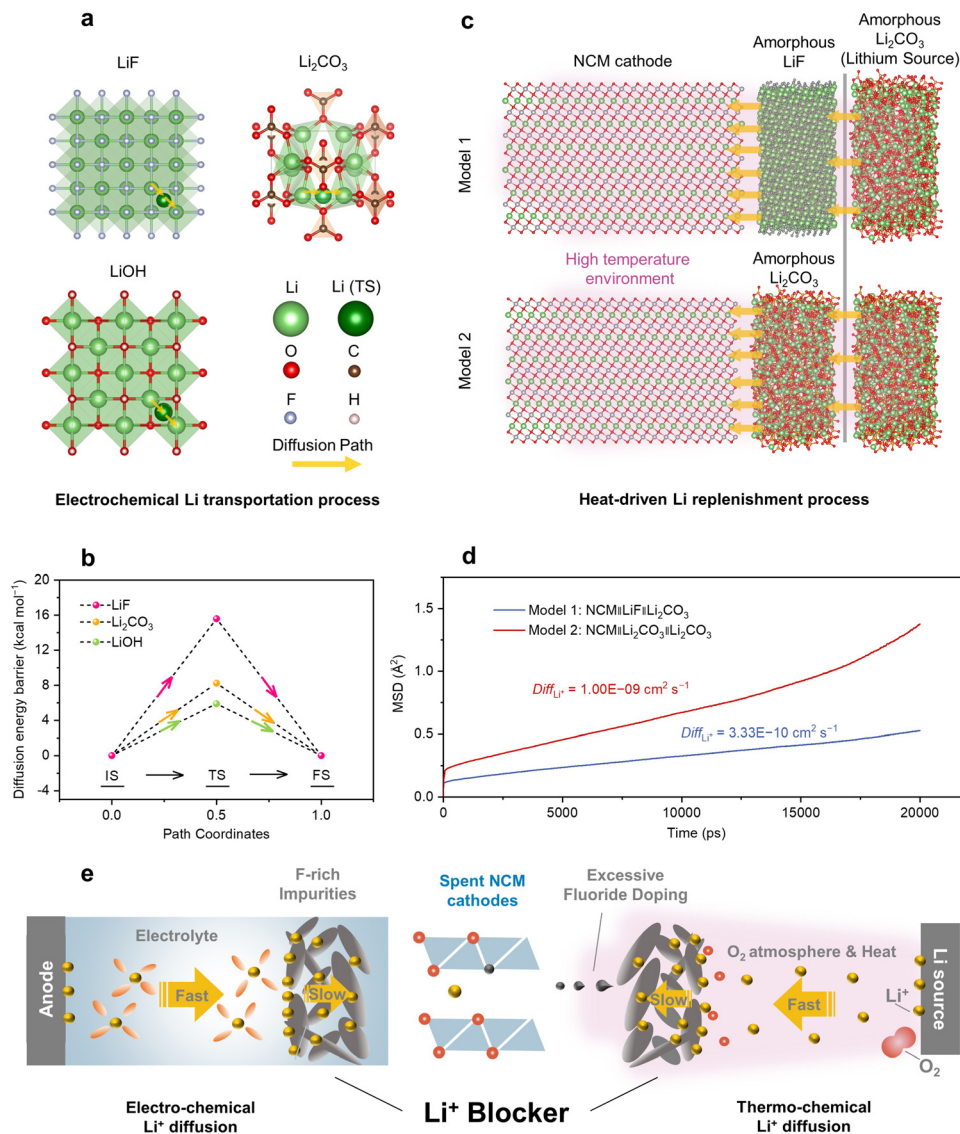 a
LiF
Li₂CO₃
LiOH
Li
Li (TS)
O
C
F
H
Diffusion Path
Electrochemical Li transportation process
c
NCM cathode
Amorphous
LiF
Amorphous
Li₂CO₃
(Lithium Source)
Model 1
High temperature
environment
Amorphous
Li₂CO₃
Model 2
Heat-driven Li replenishment process
b
Diffusion energy barrier (kcal mol⁻¹)
20
16
12
8
4
0
-4
LiF
Li₂CO₃
LiOH
IS
TS
FS
0.0
0.5
1.0
Path Coordinates
d
MSD (Å²)
1.5
1.0
0.5
0.0
Model 1: NCM‖LiF‖Li₂CO₃
Model 2: NCM‖Li₂CO₃‖Li₂CO₃
Diff_Li⁺ = 1.00E−09 cm² s⁻¹
Diff_Li⁺ = 3.33E−10 cm² s⁻¹
0
5000
10000
15000
20000
Time (ps)
e
Anode
Electrolyte
Fast
F-rich
Impurities
Slow
Spent NCM
cathodes
Excessive
Fluoride Doping
Slow
O₂ atmosphere & Heat
Fast
Li⁺
O₂
Li source
Electro-chemical
Li⁺ diffusion
Li⁺ Blocker
Thermo-chemical
Li⁺ diffusion